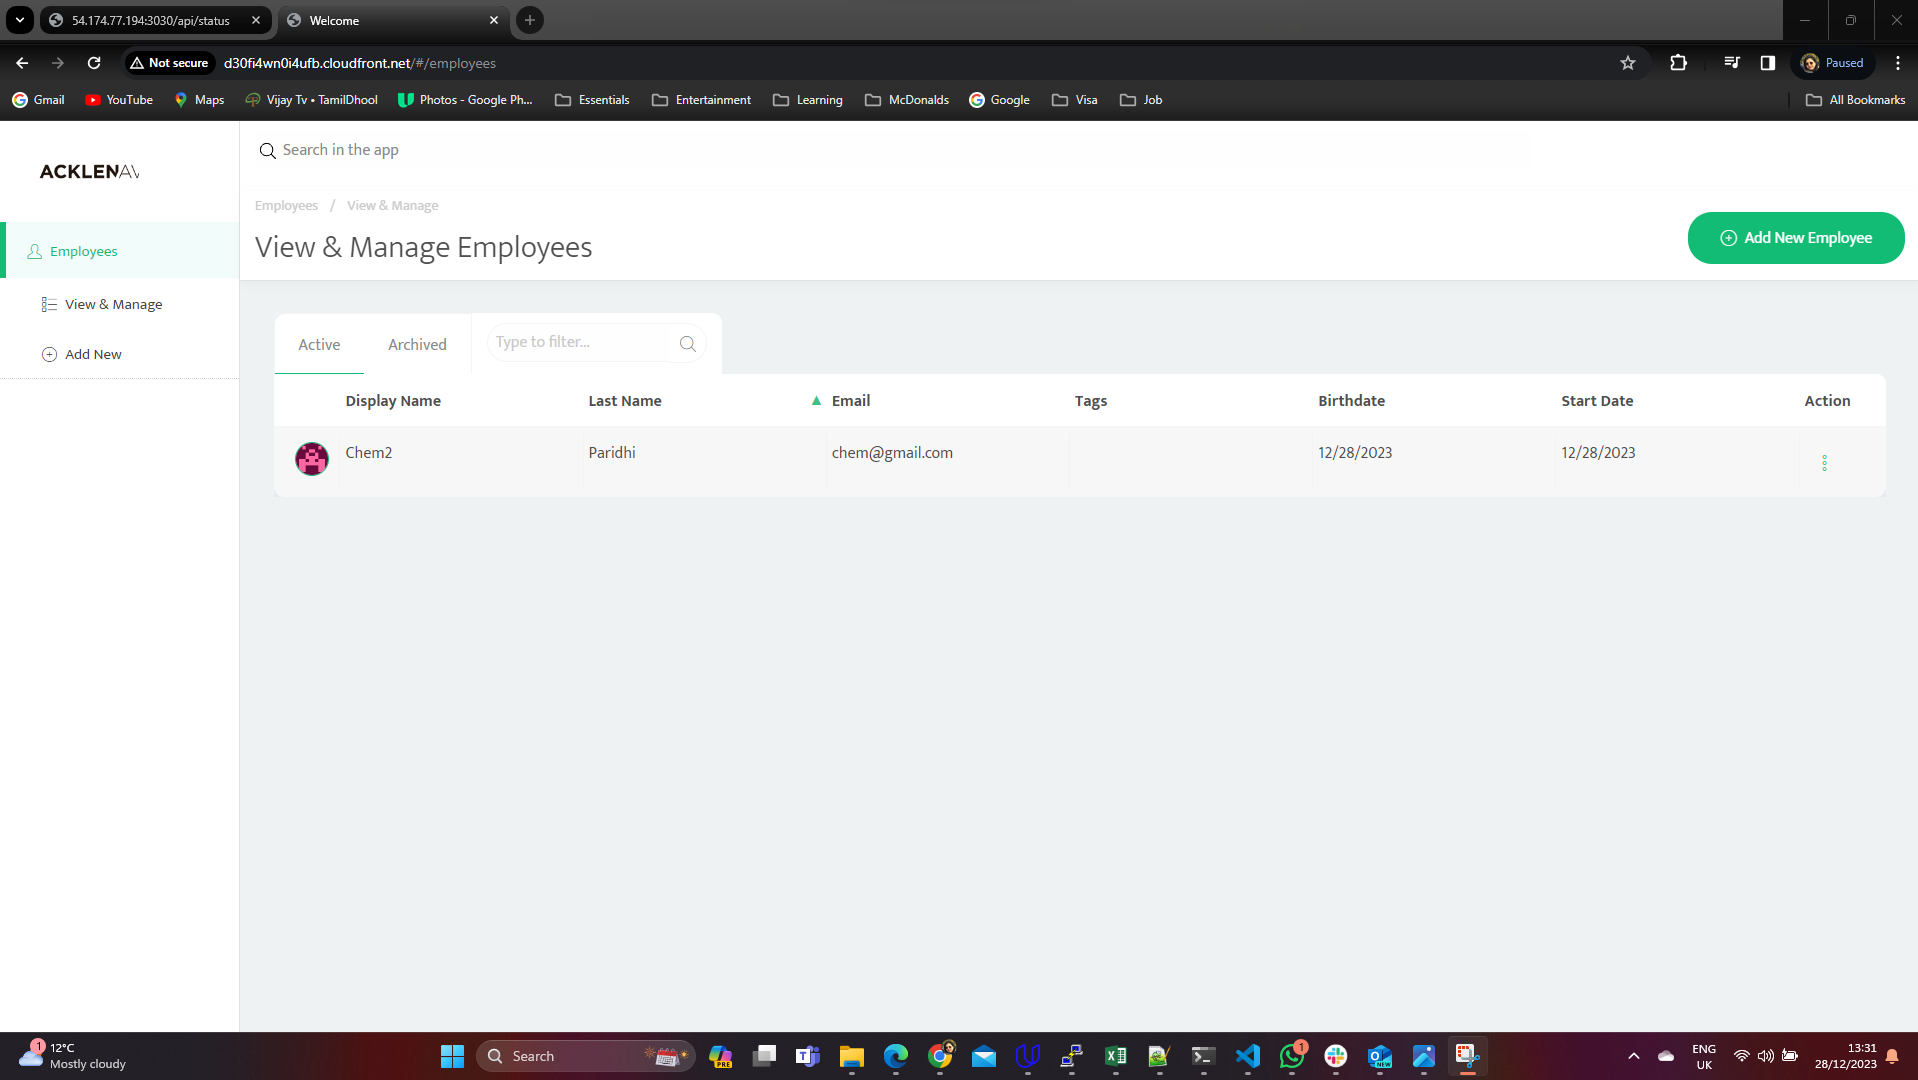 54.174.77.194:3030/api/status
Welcome
Not secure
d30fi4wn0i4ufb.cloudfront.net/#/employees
Paused
Gmail
YouTube
Maps
Vijay Tv • TamilDhool
Photos - Google Ph...
Essentials
Entertainment
Learning
McDonalds
Google
Visa
Job
All Bookmarks
ACKLENAV
Search in the app
Employees / View & Manage
View & Manage Employees
Add New Employee
Employees
View & Manage
Add New
Active
Archived
Type to filter...
Display Name Last Name Email Tags Birthdate Start Date Action
Chem2 Paridhi chem@gmail.com 12/28/2023 12/28/2023
1
12°C
Mostly cloudy
Search
PRE
NEW
1
ENG
UK
13:31
28/12/2023